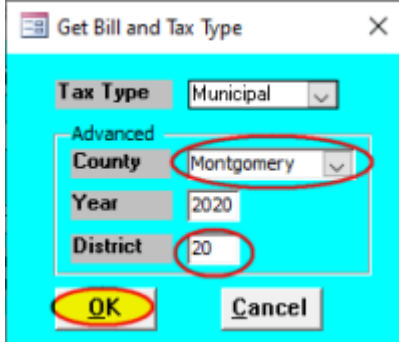 Get Bill and Tax Type
Tax Type Municipal
Advanced
County Montgomery
Year 2020
District 20
OK Cancel